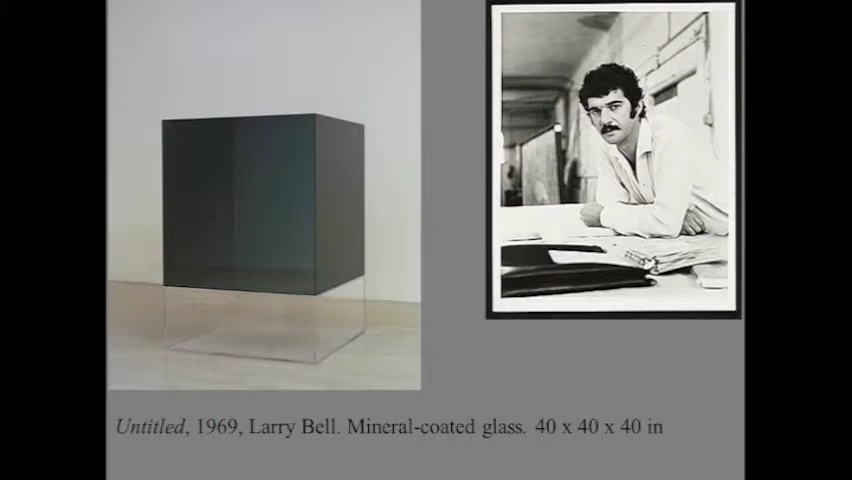 Untitled, 1969, Larry Bell. Mineral-coated glass. 40 x 40 x 40 in